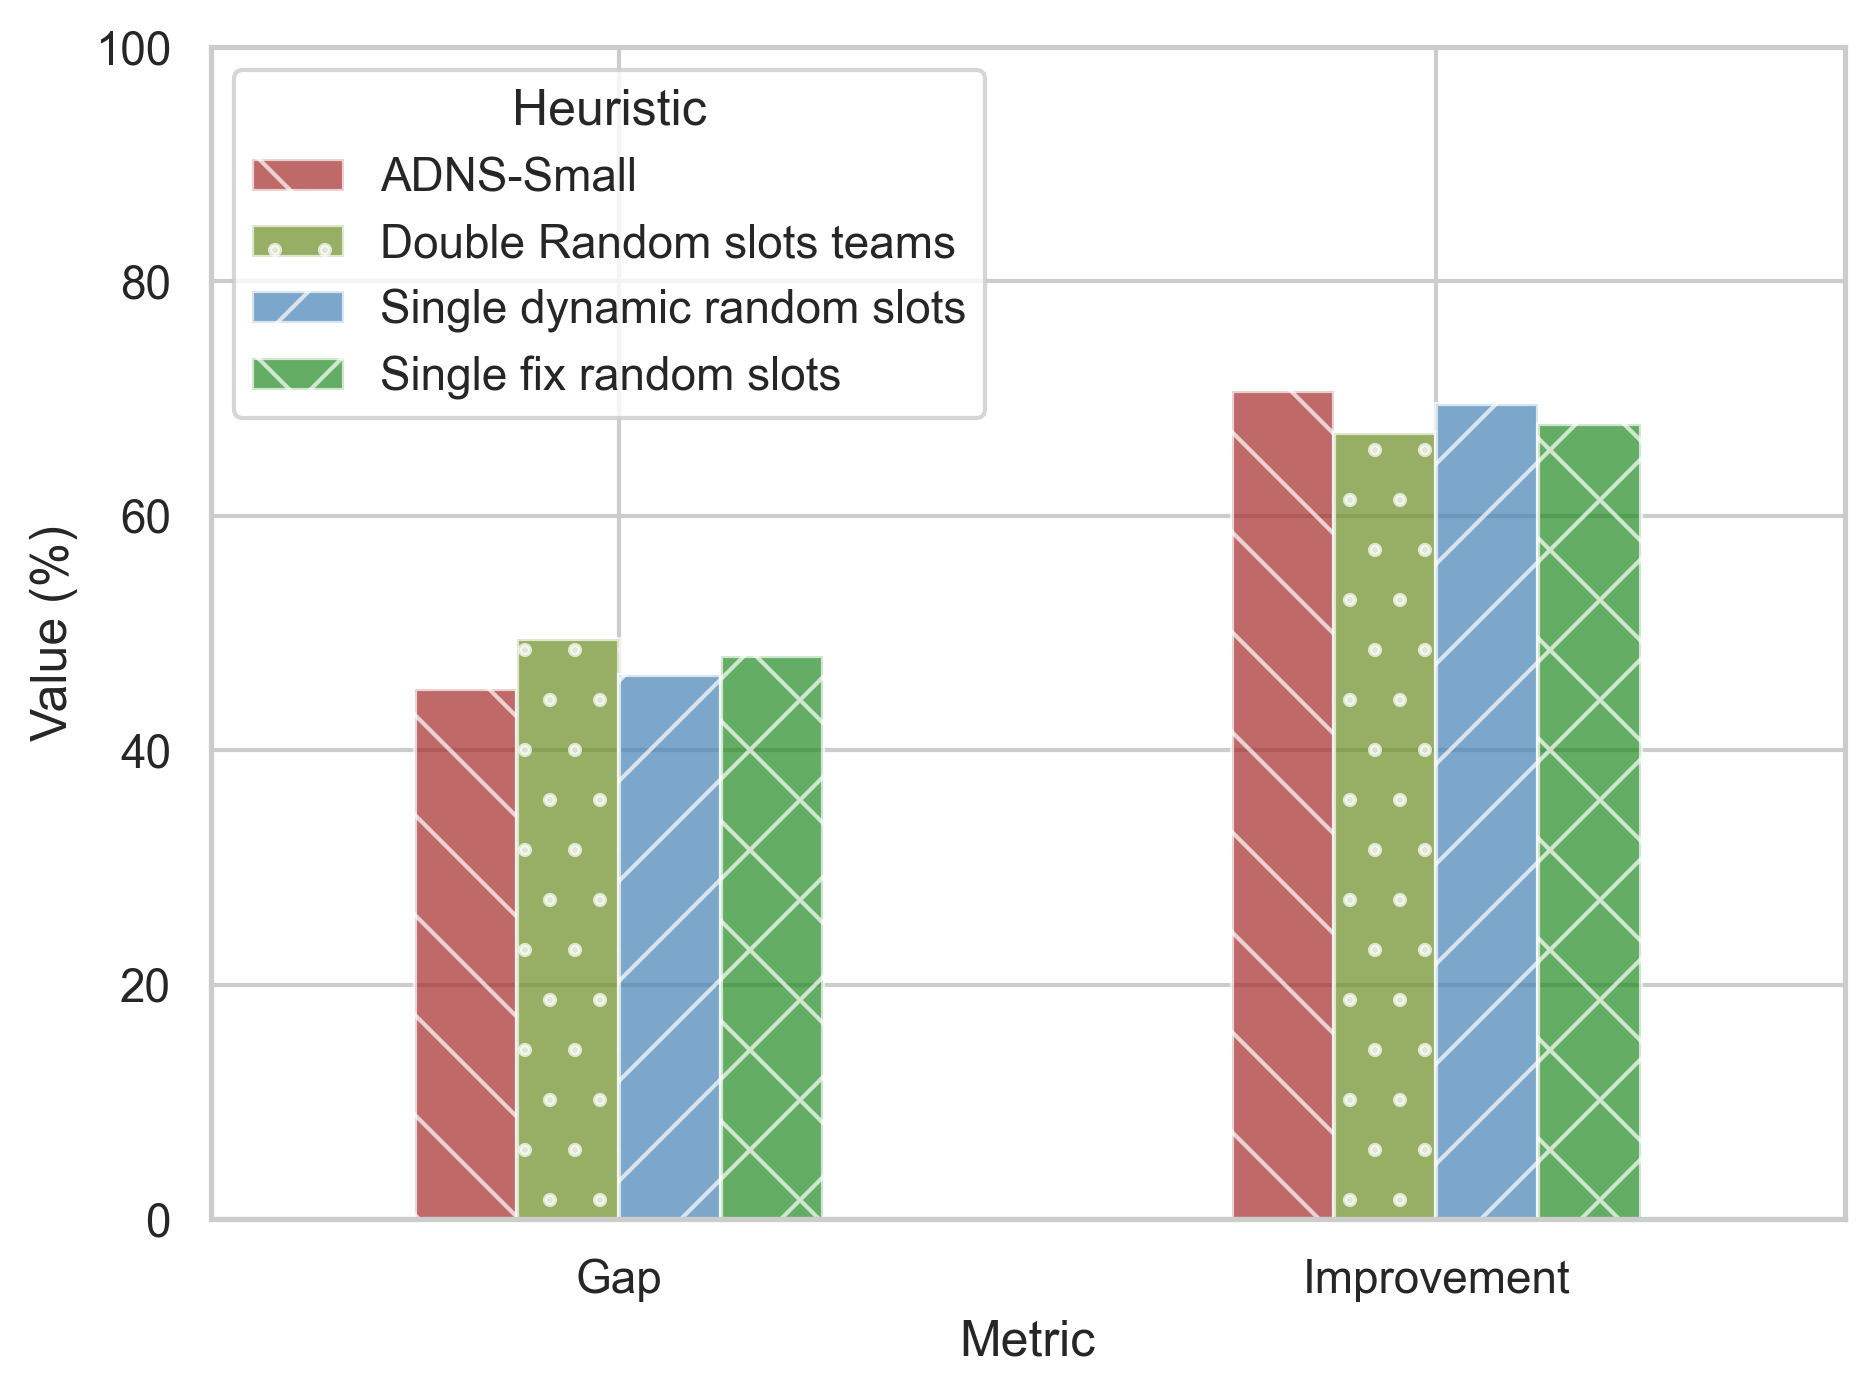 100
80
60
40
20
0
Value (%)
Heuristic
ADNS-Small
Double Random slots teams
Single dynamic random slots
Single fix random slots
Gap
Improvement
Metric